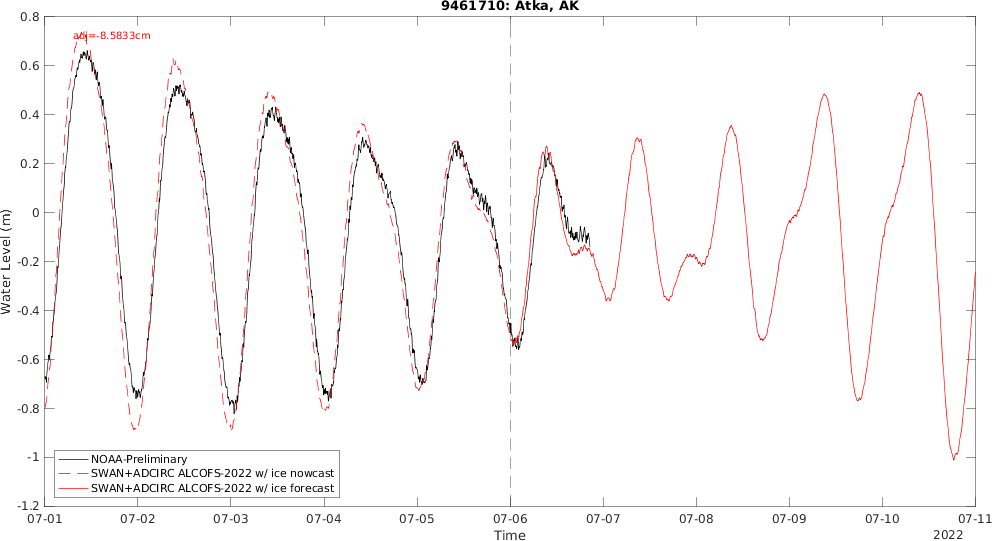 9461710: Atka, AK
0.8
0.6
0.4
0.2
0
-0.2
-0.4
-0.6
-0.8
-1
-1.2
Water Level (m)
adj=-8.5833cm
NOAA-Preliminary
SWAN+ADCIRC ALCOFS-2022 w/ ice nowcast
SWAN+ADCIRC ALCOFS-2022 w/ ice forecast
07-01 07-02 07-03 07-04 07-05 07-06 07-07 07-08 07-09 07-10 07-11
Time
2022